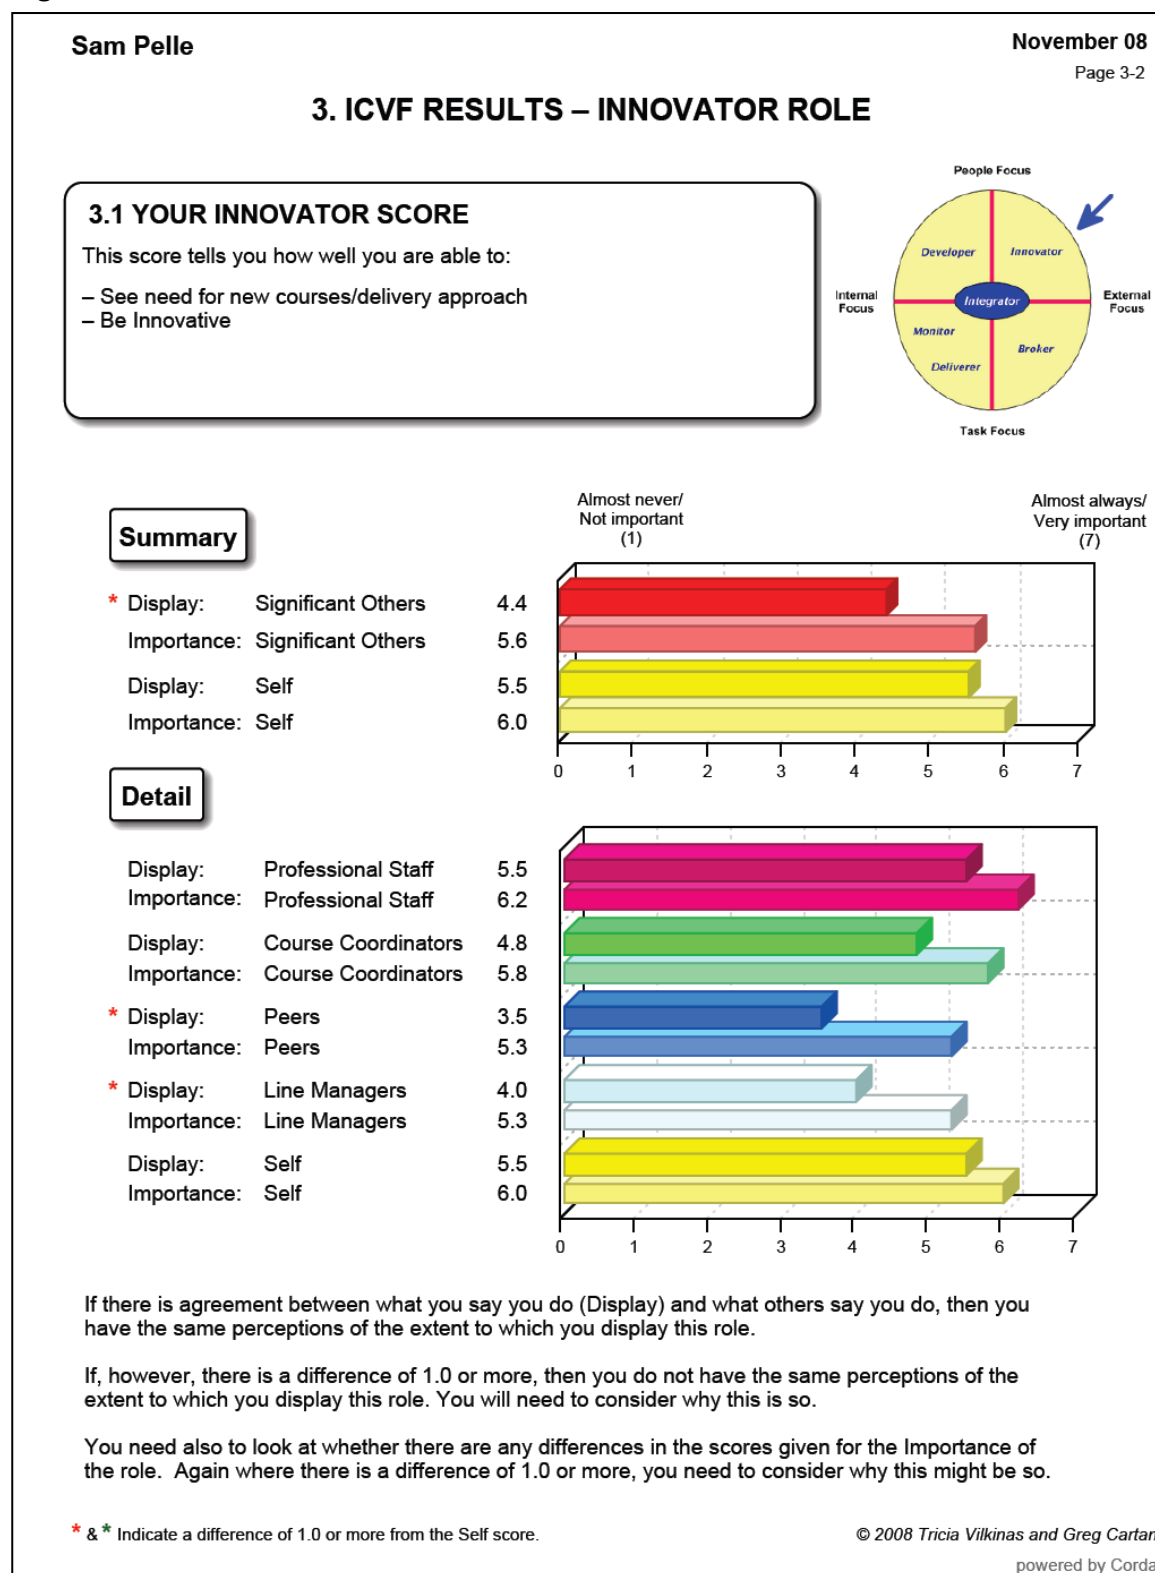 Sam Pelle
November 08
Page 3-2
3. ICVF RESULTS – INNOVATOR ROLE
3.1 YOUR INNOVATOR SCORE
This score tells you how well you are able to:
– See need for new courses/delivery approach
– Be Innovative
People Focus
Developer
Innovator
Internal
Focus
Integrator
External
Focus
Monitor
Broker
Deliverer
Task Focus
Summary
Almost never/
Not important
(1)
Almost always/
Very important
(7)
* Display: Significant Others 4.4
Importance: Significant Others 5.6
Display: Self 5.5
Importance: Self 6.0
0 1 2 3 4 5 6 7
Detail
Display: Professional Staff 5.5
Importance: Professional Staff 6.2
Display: Course Coordinators 4.8
Importance: Course Coordinators 5.8
* Display: Peers 3.5
Importance: Peers 5.3
* Display: Line Managers 4.0
Importance: Line Managers 5.3
Display: Self 5.5
Importance: Self 6.0
0 1 2 3 4 5 6 7
If there is agreement between what you say you do (Display) and what others say you do, then you
have the same perceptions of the extent to which you display this role.
If, however, there is a difference of 1.0 or more, then you do not have the same perceptions of the
extent to which you display this role. You will need to consider why this is so.
You need also to look at whether there are any differences in the scores given for the Importance of
the role. Again where there is a difference of 1.0 or more, you need to consider why this might be so.
* & * Indicate a difference of 1.0 or more from the Self score.
© 2008 Tricia Vilkinas and Greg Cartan
powered by Corda